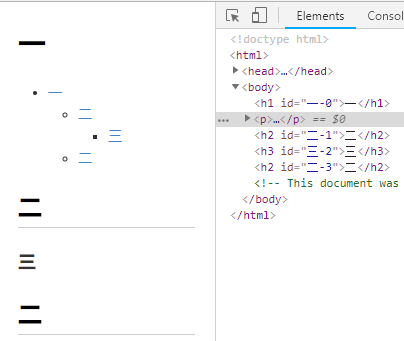 一
一
二
三
二
二
三
二
Elements
Consol
<!doctype html>
<html>
<head>…</head>
<body>
<h1 id="一-0">一</h1>
… <p>…</p> == $0
<h2 id="二-1">二</h2>
<h3 id="三-2">三</h3>
<h2 id="二-3">二</h2>
<!-- This document was
</body>
</html>